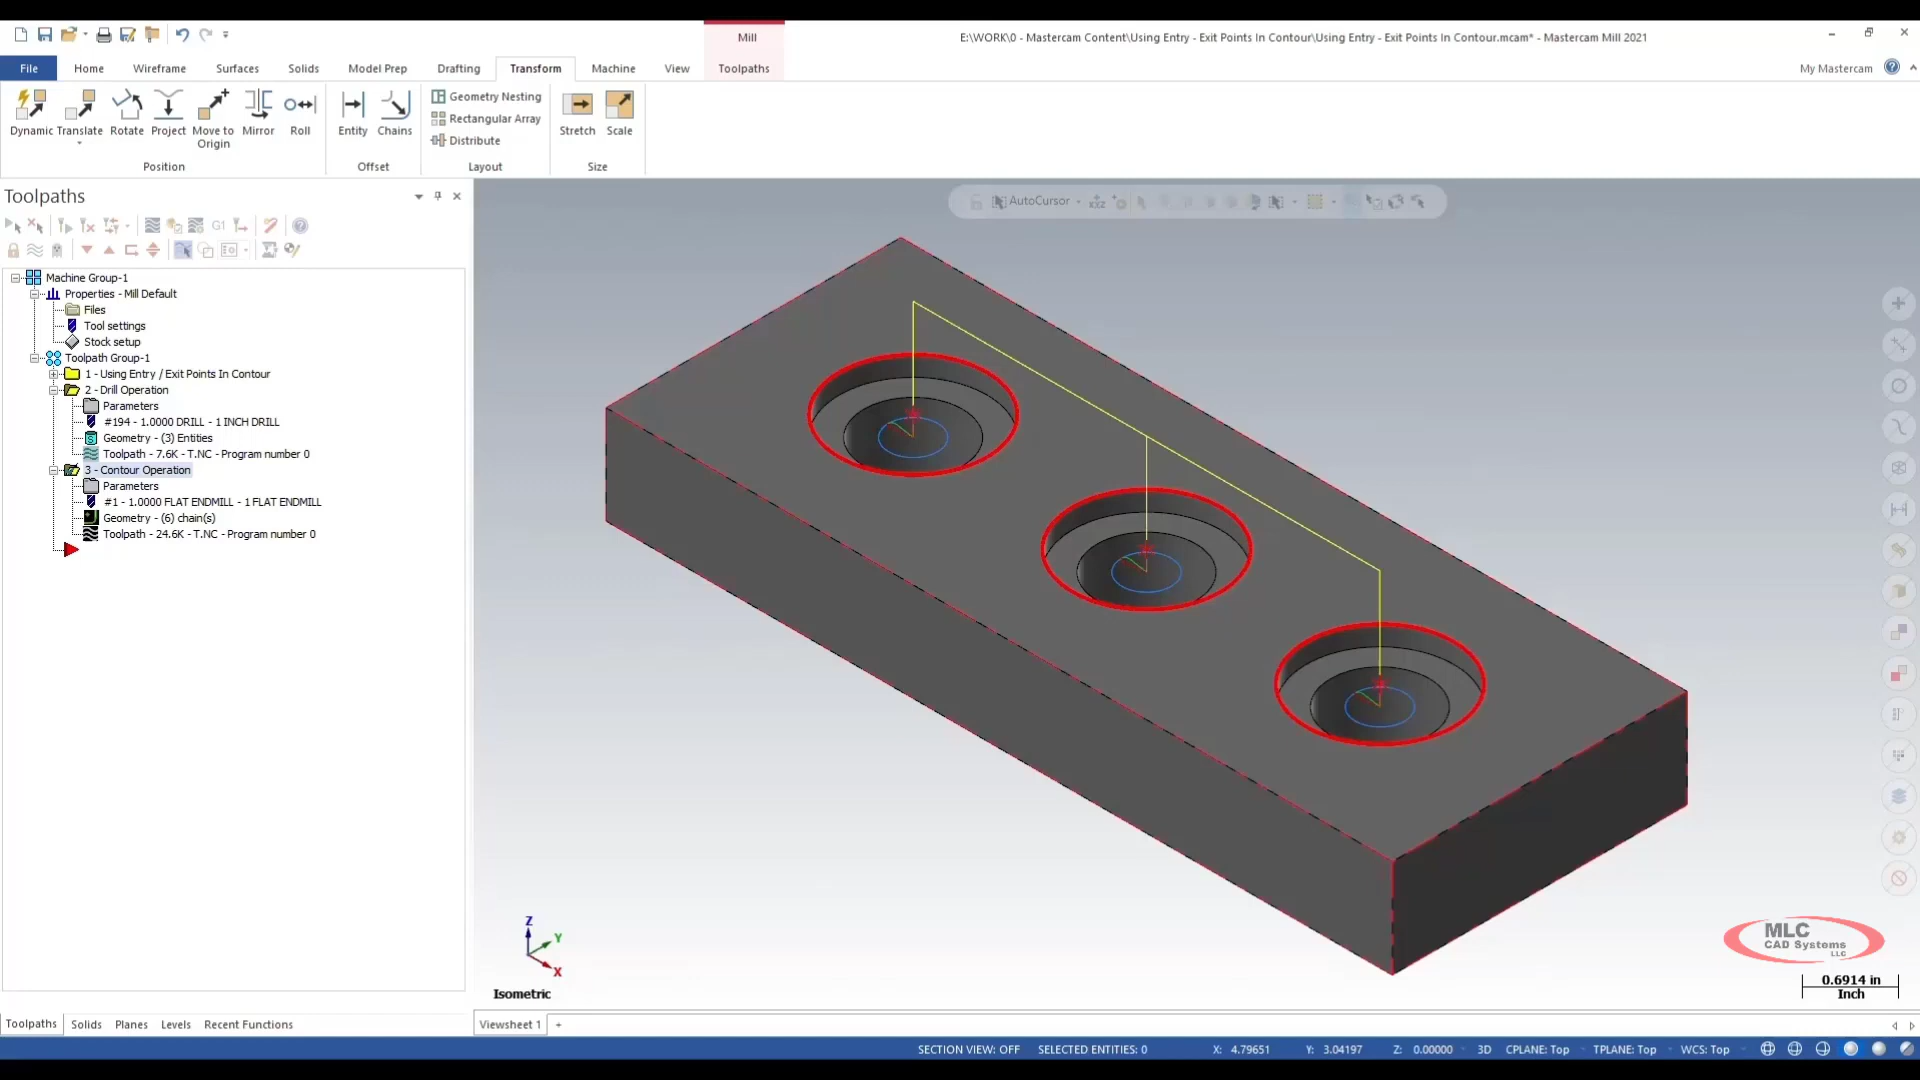 Mill
E:\WORK\0 - Mastercam Content\Using Entry - Exit Points In Contour\Using Entry - Exit Points In Contour.mcam* - Mastercam Mill 2021
File Home Wireframe Surfaces Solids Model Prep Drafting Transform Machine View Toolpaths My Mastercam
Dynamic Translate Rotate Project Move to Origin Mirror Roll
Position
Entity Chains
Offset
Geometry Nesting
Rectangular Array
Distribute
Layout
Stretch Scale
Size
Toolpaths
G1
AutoCursor
XYZ
Machine Group-1
Properties - Mill Default
Files
Tool settings
Stock setup
Toolpath Group-1
1 - Using Entry / Exit Points In Contour
2 - Drill Operation
Parameters
#194 - 1.0000 DRILL - 1 INCH DRILL
Geometry - (3) Entities
Toolpath - 7.6K - T.NC - Program number 0
3 - Contour Operation
Parameters
#1 - 1.0000 FLAT ENDMILL - 1 FLAT ENDMILL
Geometry - (6) chain(s)
Toolpath - 24.6K - T.NC - Program number 0
Z
Y
X
Isometric
MLC
CAD Systems
LLC
0.6914 in
Inch
Toolpaths Solids Planes Levels Recent Functions
Viewsheet 1 +
SECTION VIEW: OFF SELECTED ENTITIES: 0 X: 4.79651 Y: 3.04197 Z: 0.00000 3D CPLANE: Top TPLANE: Top WCS: Top